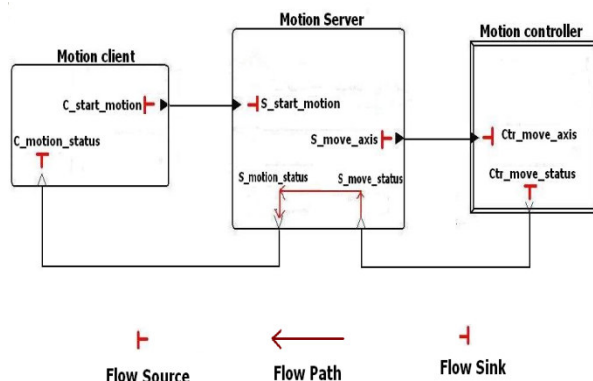 Motion Server
Motion controller
Motion client
C_start_motion
S_start_motion
C_motion_status
S_move_axis
Ctr_move_axis
S_motion_status
S_move_status
Ctr_move_status
Flow Source
Flow Path
Flow Sink